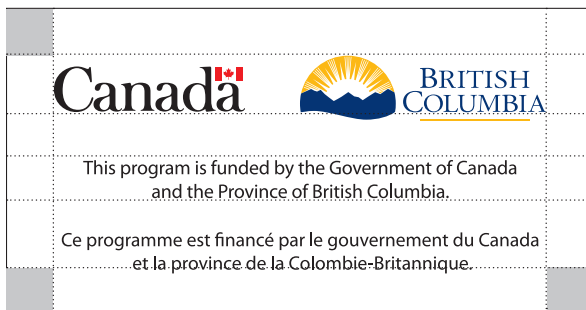 Canada
BRITISH
COLUMBIA
This program is funded by the Government of Canada
and the Province of British Columbia.
Ce programme est financé par le gouvernement du Canada
et la province de la Colombie-Britannique.